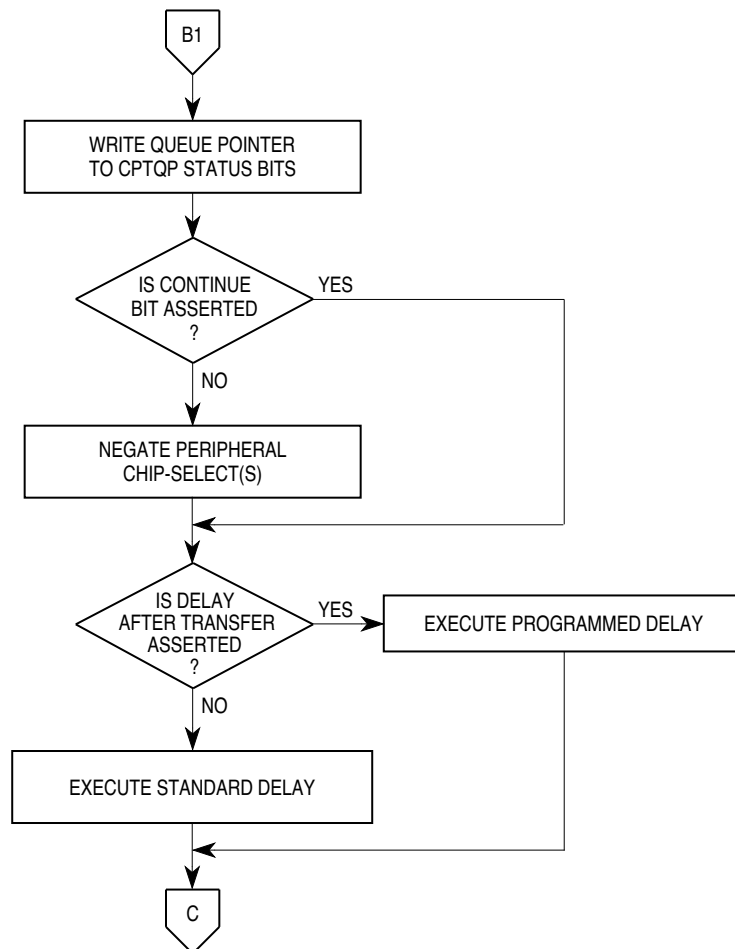 B1
WRITE QUEUE POINTER
TO CPTQP STATUS BITS
IS CONTINUE
BIT ASSERTED
?
YES
NO
NEGATE PERIPHERAL
CHIP-SELECT(S)
IS DELAY
AFTER TRANSFER
ASSERTED
?
YES
EXECUTE PROGRAMMED DELAY
NO
EXECUTE STANDARD DELAY
C